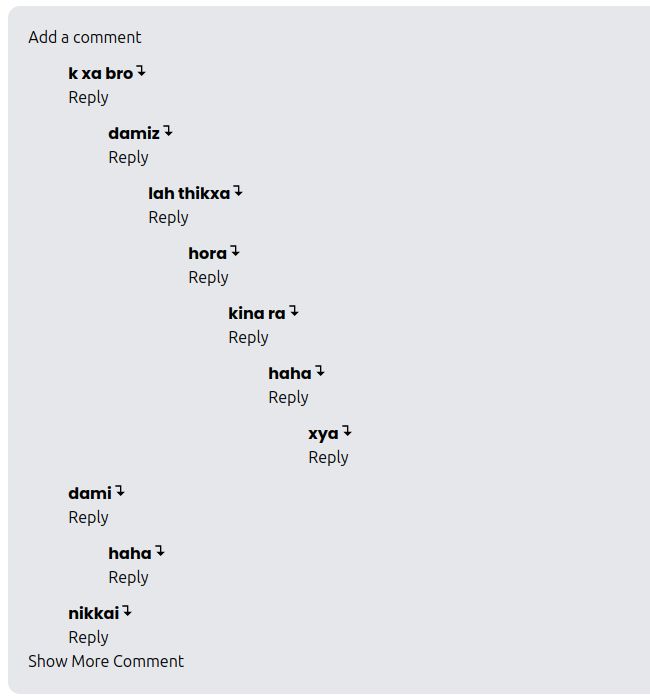 Add a comment
k xa bro
Reply
damiz
Reply
lah thikxa
Reply
hora
Reply
kina ra
Reply
haha
Reply
xya
Reply
dami
Reply
haha
Reply
nikkai
Reply
Show More Comment